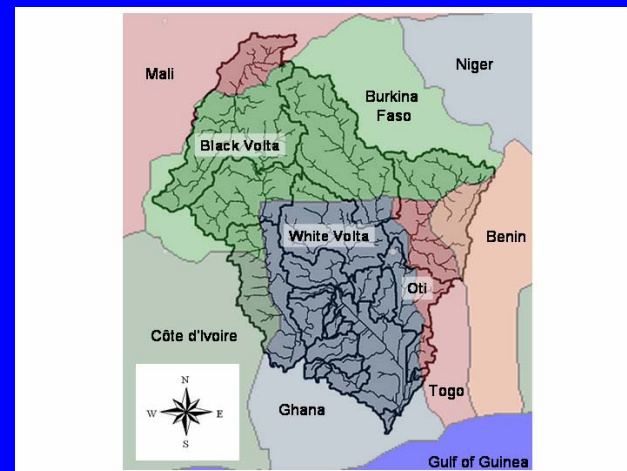 Mali
Niger
Burkina
Faso
Black Volta
White Volta
Benin
Oti
Côte d'Ivoire
Togo
Ghana
N
W E
S
Gulf of Guinea